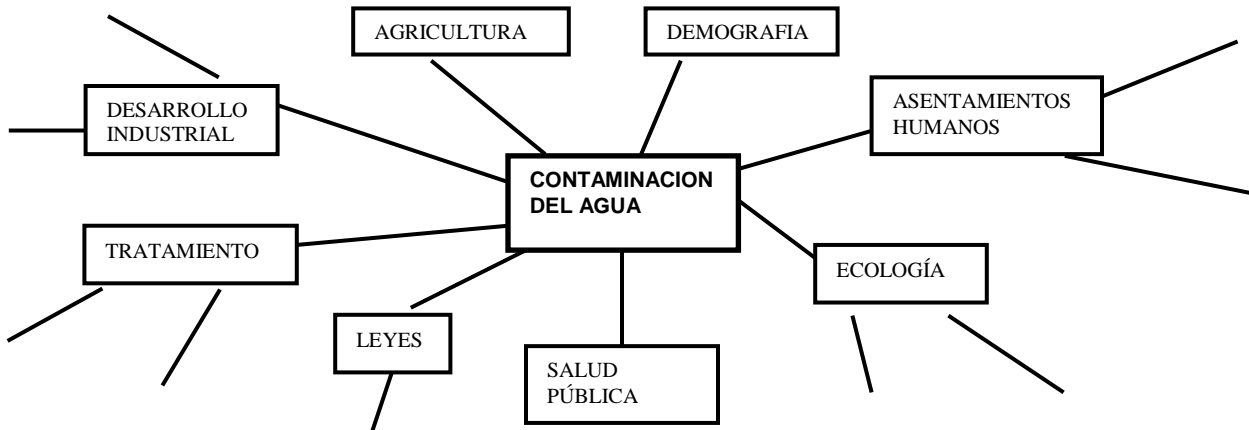 AGRICULTURA
DEMOGRAFIA
DESARROLLO
INDUSTRIAL
ASENTAMIENTOS
HUMANOS
CONTAMINACION
DEL AGUA
TRATAMIENTO
ECOLOGÍA
LEYES
SALUD
PÚBLICA